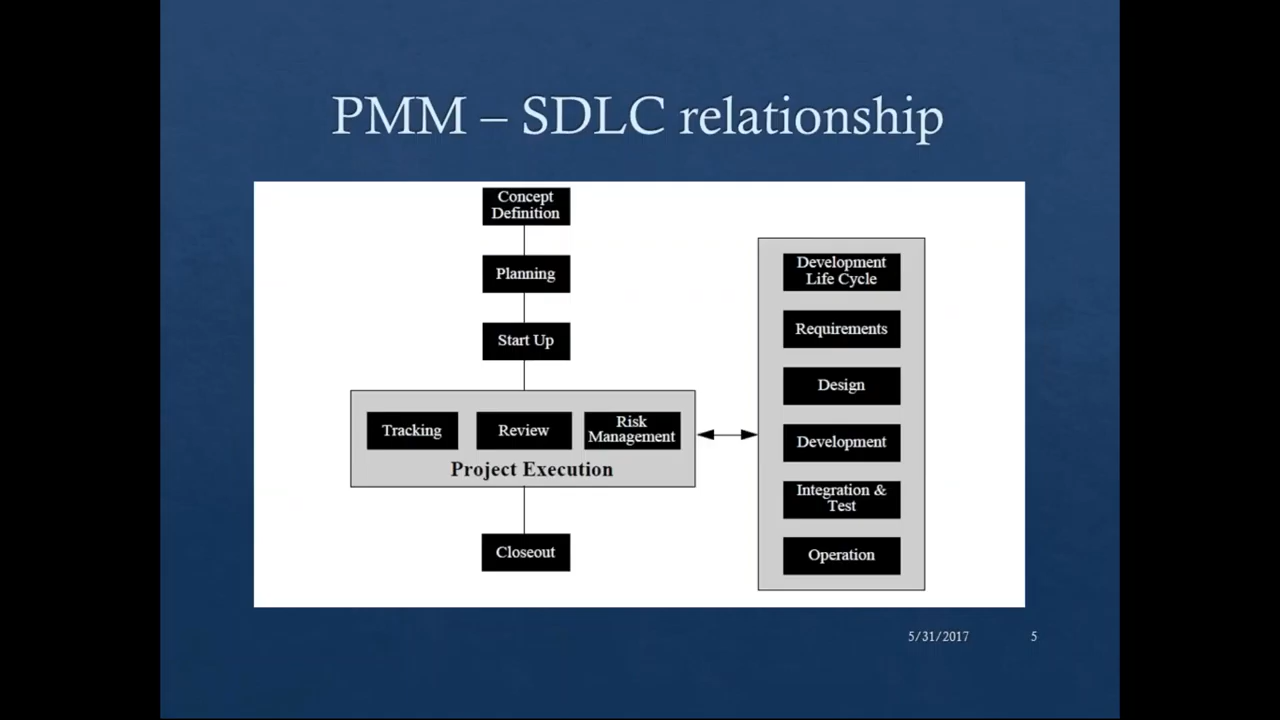 PMM – SDLC relationship
Concept
Definition
Planning
Start Up
Tracking
Review
Risk
Management
Project Execution
Closeout
Development
Life Cycle
Requirements
Design
Development
Integration &
Test
Operation
5/31/2017
5